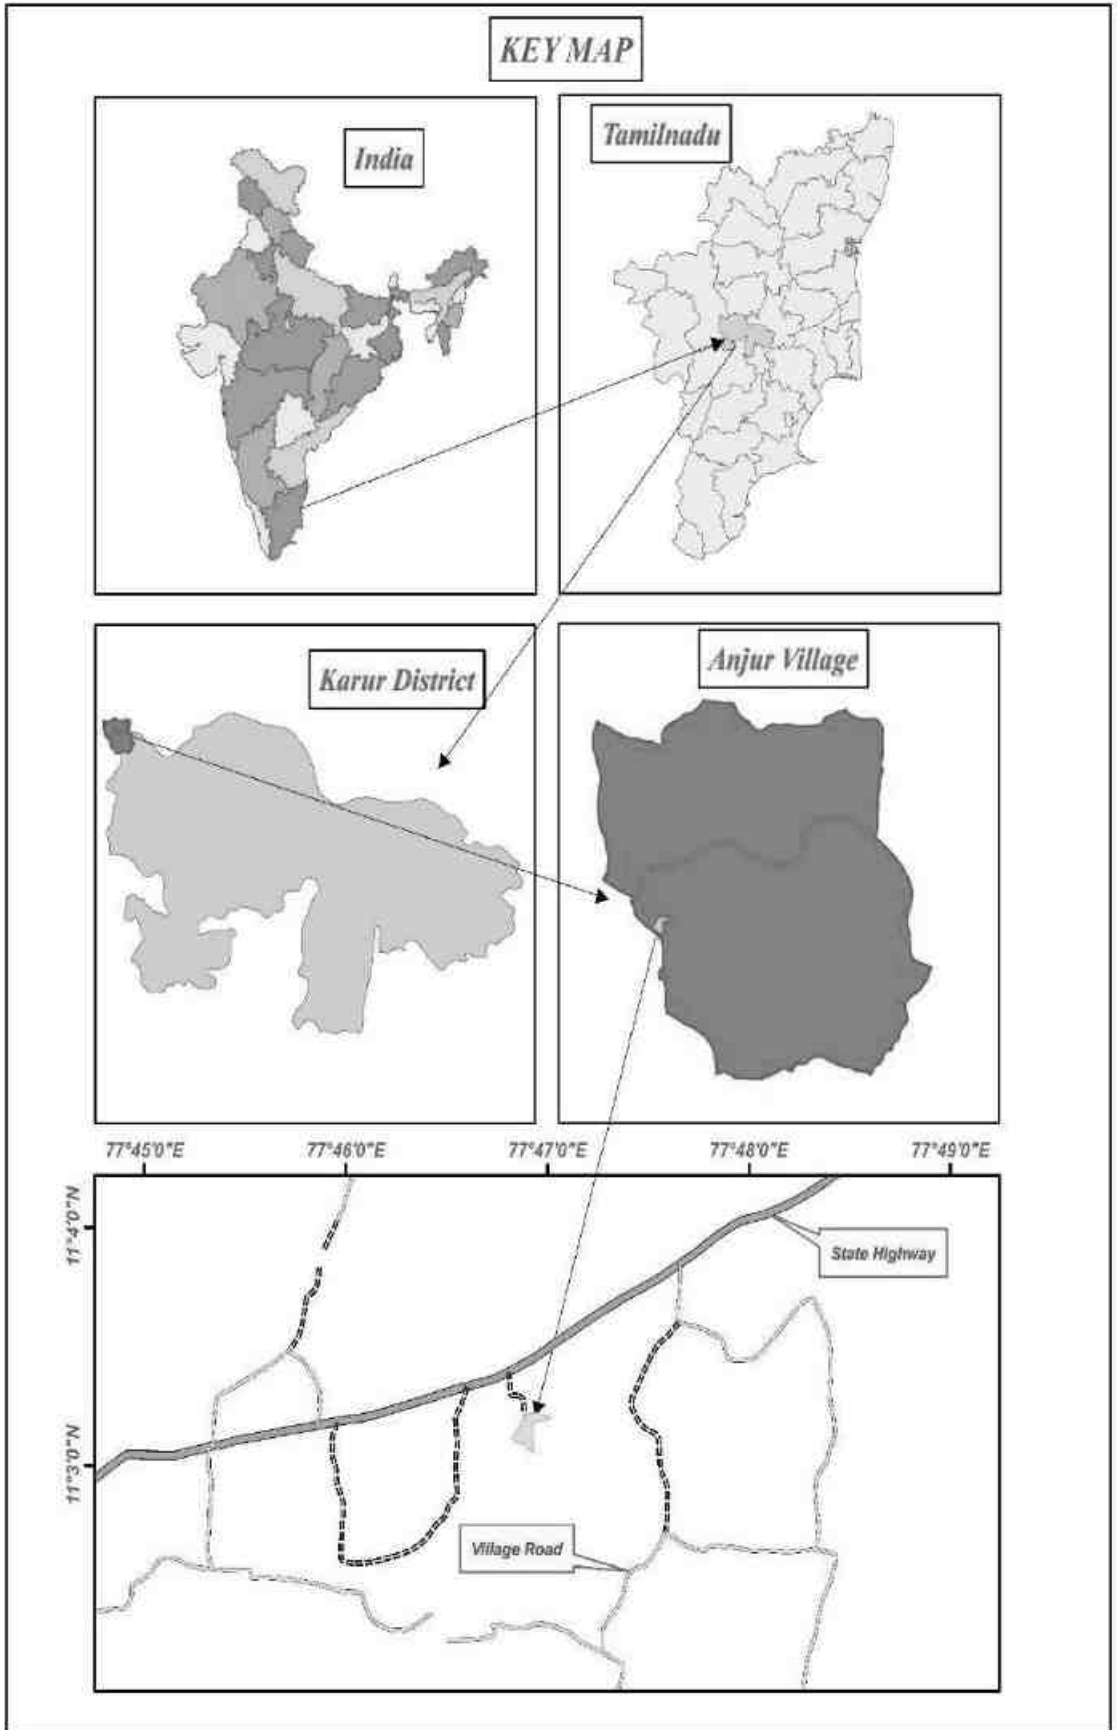 KEY MAP
India
Tamilnadu
Karur District
Anjur Village
77°45'0"E 77°46'0"E 77°47'0"E 77°48'0"E 77°49'0"E
11°4'0"N
State Highway
11°3'0"N
Village Road